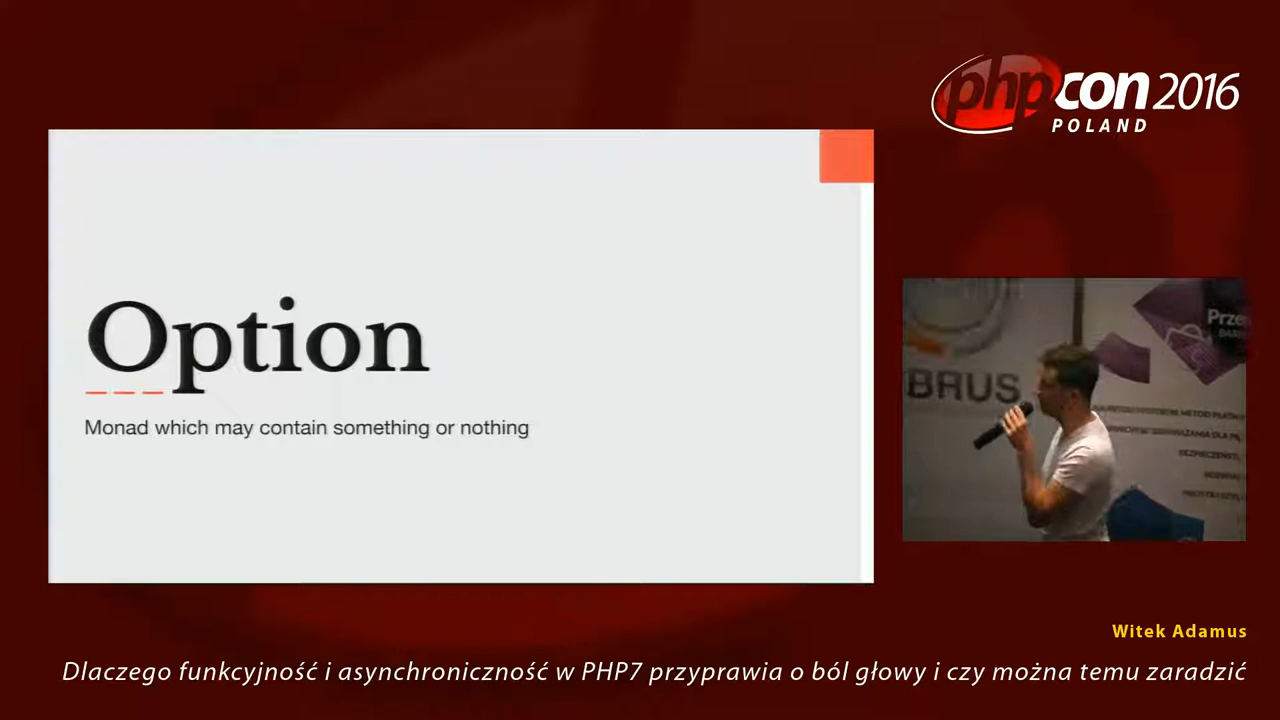 phpcon 2016
POLAND
Option
Monad which may contain something or nothing
BRUS
Witek Adamus
Dlaczego funkcyjność i asynchroniczność w PHP7 przyprawia o ból głowy i czy można temu zaradzić